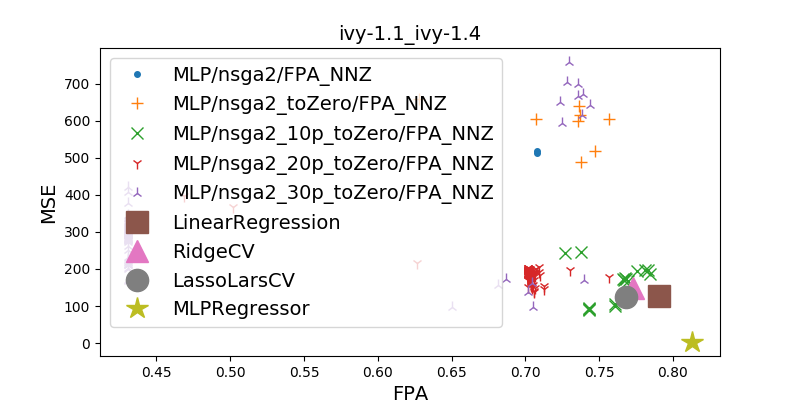 ivy-1.1_ivy-1.4
MSE
700
600
500
400
300
200
100
0
MLP/nsga2/FPA_NNZ
MLP/nsga2_toZero/FPA_NNZ
MLP/nsga2_10p_toZero/FPA_NNZ
MLP/nsga2_20p_toZero/FPA_NNZ
MLP/nsga2_30p_toZero/FPA_NNZ
LinearRegression
RidgeCV
LassoLarsCV
MLPRegressor
0.45 0.50 0.55 0.60 0.65 0.70 0.75 0.80
FPA